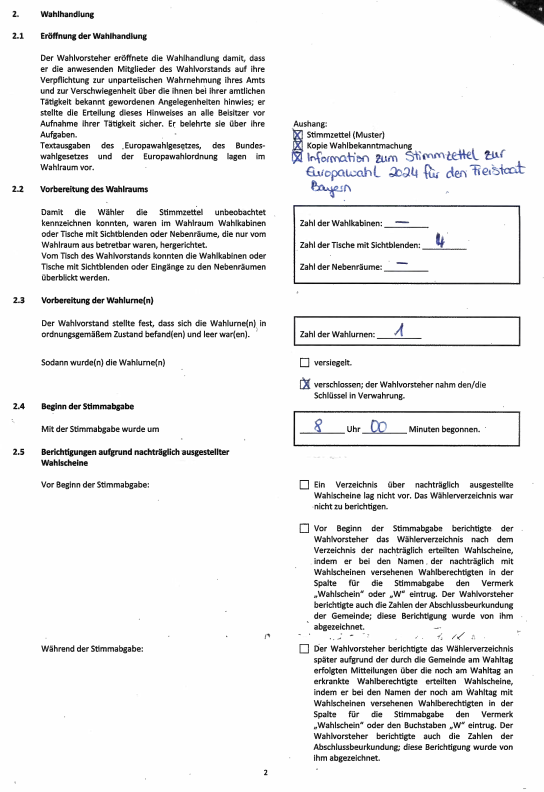 2. Wahlhandlung
2.1 Eröffnung der Wahlhandlung
Der Wahlvorsteher eröffnete die Wahlhandlung damit, dass
er die anwesenden Mitglieder des Wahlvorstands auf ihre
Verpflichtung zur unparteiischen Wahrnehmung ihres Amts
und zur Verschwiegenheit über die ihnen bei ihrer amtlichen
Tätigkeit bekannt gewordenen Angelegenheiten hinwies; er
stellte die Erteilung dieses Hinweises an alle Beisitzer vor
Aufnahme ihrer Tätigkeit sicher. Er belehrte sie über ihre
Aufgaben.
Textausgaben des Europawahlgesetzes, des Bundes-
wahlgesetzes und der Europawahlordnung lagen im
Wahlraum vor.
Aushang:
☒ Stimmzettel (Muster)
☒ Kopie Wahlbekanntmachung
☒ Information zum Stimmzettel zur
Europawahl 2024 für den Freistaat
Bayern
2.2 Vorbereitung des Wahlraums
Damit die Wähler die Stimmzettel unbeobachtet
kennzeichnen konnten, waren im Wahlraum Wahlkabinen
oder Tische mit Sichtblenden oder Nebenräume, die nur vom
Wahlraum aus betretbar waren, hergerichtet.
Vom Tisch des Wahlvorstands konnten die Wahlkabinen oder
Tische mit Sichtblenden oder Eingänge zu den Nebenräumen
überblickt werden.
Zahl der Wahlkabinen: —
Zahl der Tische mit Sichtblenden: 4
Zahl der Nebenräume: —
2.3 Vorbereitung der Wahlurne(n)
Der Wahlvorstand stellte fest, dass sich die Wahlurne(n) in
ordnungsgemäßem Zustand befand(en) und leer war(en).
Zahl der Wahlurnen: 1
Sodann wurde(n) die Wahlurne(n)
☐ versiegelt.
☒ verschlossen; der Wahlvorsteher nahm den/die
Schlüssel in Verwahrung.
2.4 Beginn der Stimmabgabe
Mit der Stimmabgabe wurde um
8 Uhr 00 Minuten begonnen.
2.5 Berichtigungen aufgrund nachträglich ausgestellter
Wahlscheine
Vor Beginn der Stimmabgabe:
☐ Ein Verzeichnis über nachträglich ausgestellte
Wahlscheine lag nicht vor. Das Wählerverzeichnis war
nicht zu berichtigen.
☐ Vor Beginn der Stimmabgabe berichtigte der
Wahlvorsteher das Wählerverzeichnis nach dem
Verzeichnis der nachträglich erteilten Wahlscheine,
indem er bei den Namen der nachträglich mit
Wahlscheinen versehenen Wahlberechtigten in der
Spalte für die Stimmabgabe den Vermerk
„Wahlschein" oder „W" eintrug. Der Wahlvorsteher
berichtigte auch die Zahlen der Abschlussbeurkundung
der Gemeinde; diese Berichtigung wurde von ihm
abgezeichnet.
Während der Stimmabgabe:
☐ Der Wahlvorsteher berichtigte das Wählerverzeichnis
später aufgrund der durch die Gemeinde am Wahltag
erfolgten Mitteilungen über die noch am Wahltag an
erkrankte Wahlberechtigte erteilten Wahlscheine,
indem er bei den Namen der noch am Wahltag mit
Wahlscheinen versehenen Wahlberechtigten in der
Spalte für die Stimmabgabe den Vermerk
„Wahlschein" oder den Buchstaben „W" eintrug. Der
Wahlvorsteher berichtigte auch die Zahlen der
Abschlussbeurkundung; diese Berichtigung wurde von
ihm abgezeichnet.
2